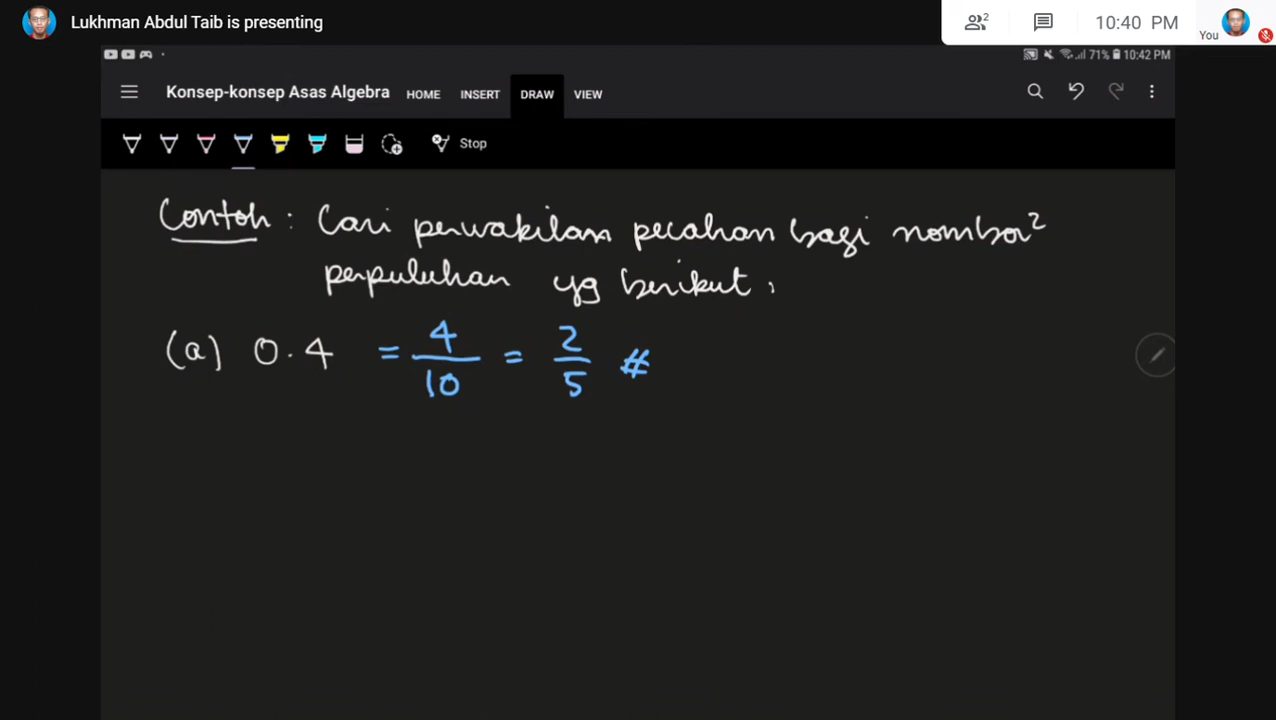 Lukhman Abdul Taib is presenting
2
10:40 PM
You
71% 10:42 PM
Konsep-konsep Asas Algebra HOME INSERT DRAW VIEW
Stop
Contoh : Cari perwakilan pecahan bagi nombor²
perpuluhan yg berikut :
(a) 0.4 = 4/10 = 2/5 #